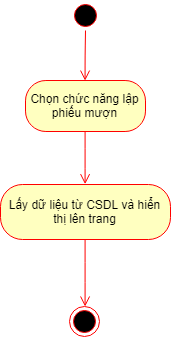 Chọn chức năng lập
phiếu mượn
Lấy dữ liệu từ CSDL và hiển
thị lên trang